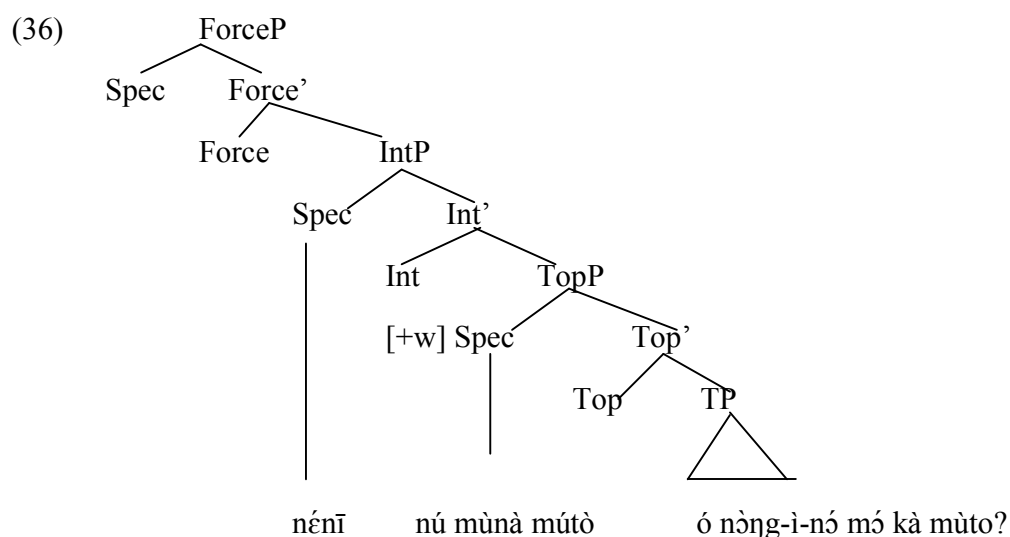 (36) ForceP
Spec Force’
Force IntP
Spec Int’
Int TopP
[+w] Spec Top’
Top TP
nɛ́nī nú mùnà mútò ó nɔ̀ŋg-ì-nɔ́ mɔ́ kà mùto?